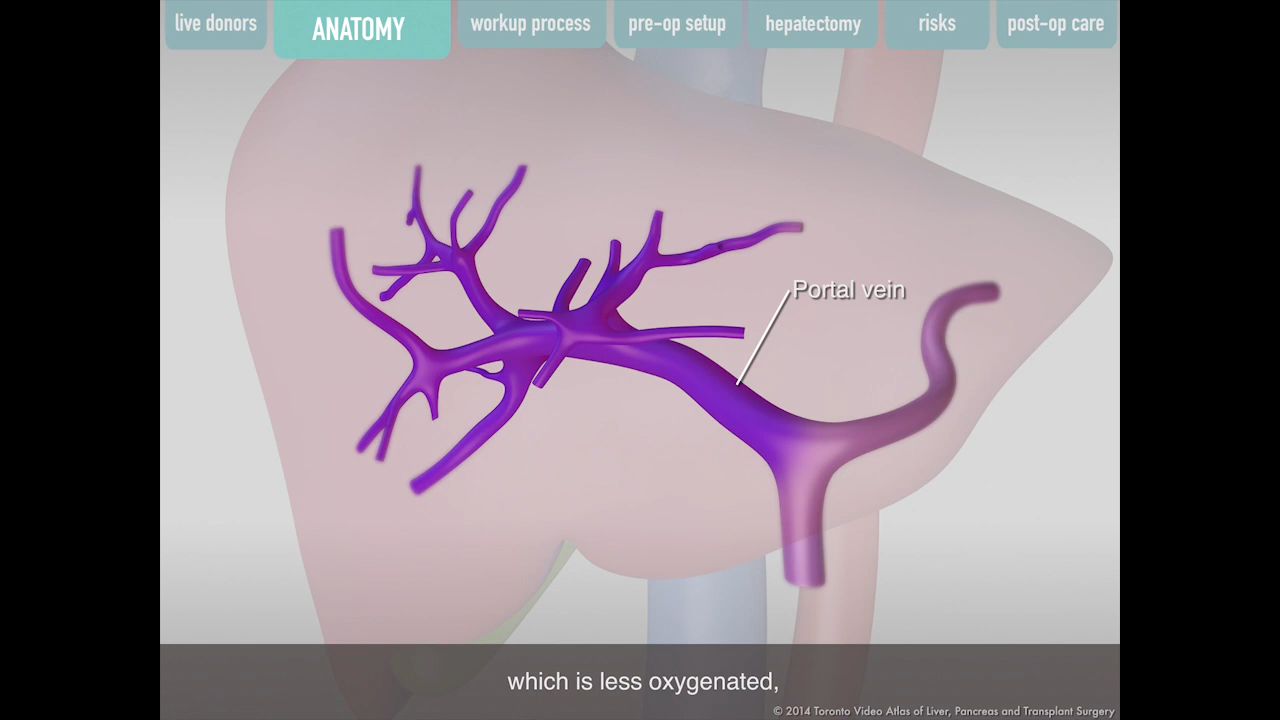 live donors
ANATOMY
workup process
pre-op setup
hepatectomy
risks
post-op care
Portal vein
which is less oxygenated,
© 2014 Toronto Video Atlas of Liver, Pancreas and Transplant Surgery